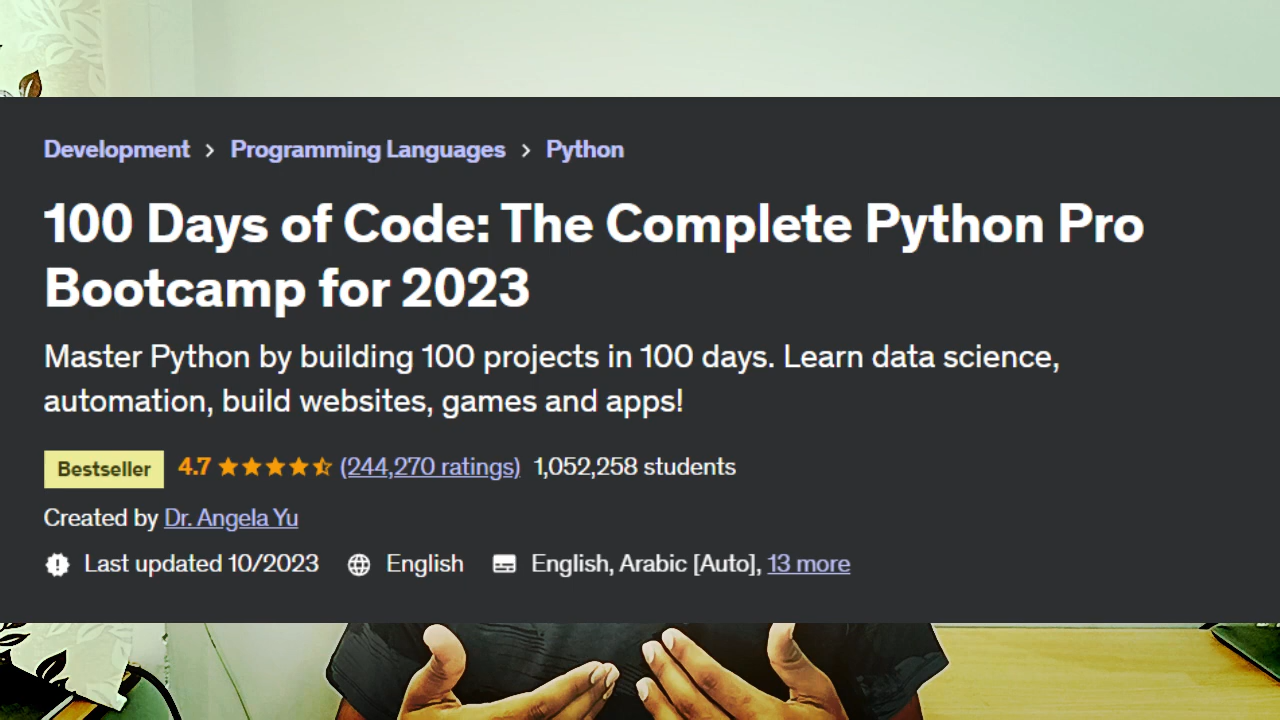 Development > Programming Languages > Python
100 Days of Code: The Complete Python Pro
Bootcamp for 2023
Master Python by building 100 projects in 100 days. Learn data science,
automation, build websites, games and apps!
Bestseller 4.7 (244,270 ratings) 1,052,258 students
Created by Dr. Angela Yu
Last updated 10/2023 English English, Arabic [Auto], 13 more